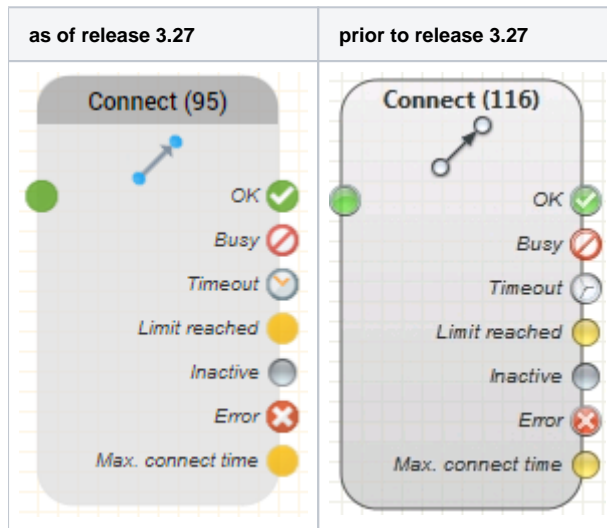 as of release 3.27
prior to release 3.27
Connect (95)
OK
Busy
Timeout
Limit reached
Inactive
Error
Max. connect time
Connect (116)
OK
Busy
Timeout
Limit reached
Inactive
Error
Max. connect time